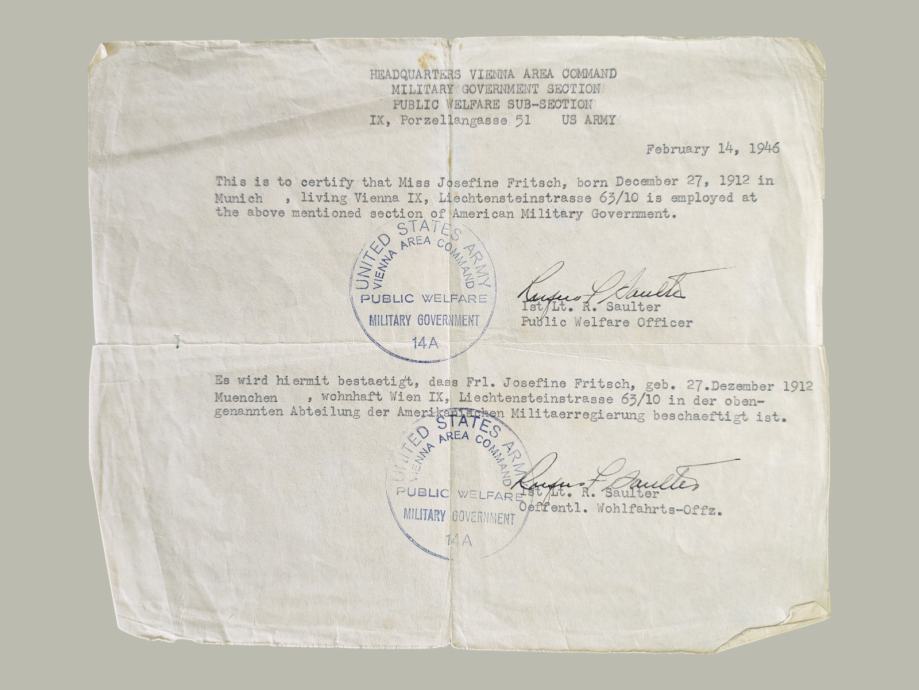 HEADQUARTERS VIENNA AREA COMMAND
MILITARY GOVERNMENT SECTION
PUBLIC WELFARE SUB-SECTION
IX, Porzellangasse 51 US ARMY
February 14, 1946
This is to certify that Miss Josefine Fritsch, born December 27, 1912 in
Munich , living Vienna IX, Liechtensteinstrasse 63/10 is employed at
the above mentioned section of American Military Government.
UNITED STATES ARMY
VIENNA AREA COMMAND
PUBLIC WELFARE
MILITARY GOVERNMENT
14A
Rufus F Saulter
1st/Lt. R. Saulter
Public Welfare Officer
Es wird hiermit bestaetigt, dass Frl. Josefine Fritsch, geb. 27.Dezember 1912
Muenchen , wohnhaft Wien IX, Liechtensteinstrasse 63/10 in der oben-
genannten Abteilung der Amerikanischen Militaerregierung beschaeftigt ist.
UNITED STATES ARMY
VIENNA AREA COMMAND
PUBLIC WELFARE
MILITARY GOVERNMENT
14A
Rufus F Saulter
1st/Lt. R. Saulter
Oeffentl. Wohlfahrts-Offz.